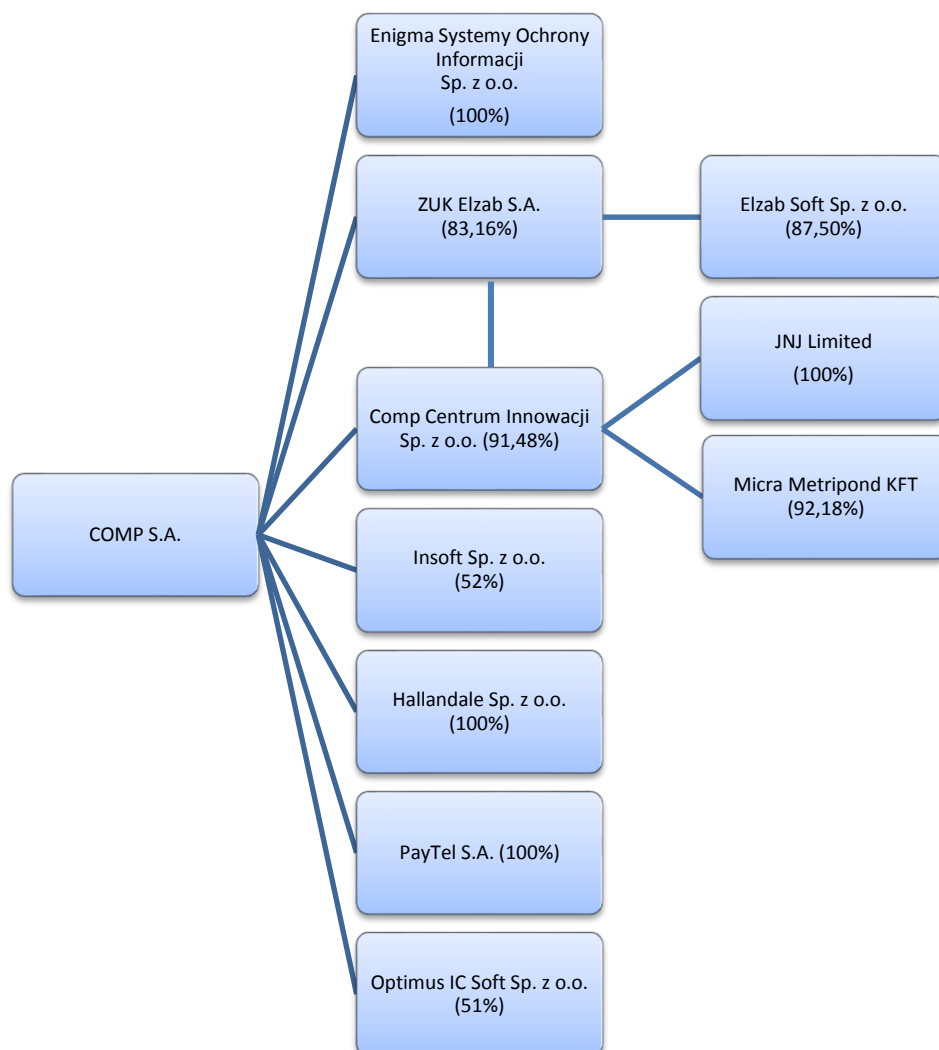 Enigma Systemy Ochrony
Informacji
Sp. z o.o.
(100%)
ZUK Elzab S.A.
(83,16%)
Elzab Soft Sp. z o.o.
(87,50%)
JNJ Limited
(100%)
Comp Centrum Innowacji
Sp. z o.o. (91,48%)
Micra Metripond KFT
(92,18%)
COMP S.A.
Insoft Sp. z o.o.
(52%)
Hallandale Sp. z o.o.
(100%)
PayTel S.A. (100%)
Optimus IC Soft Sp. z o.o.
(51%)